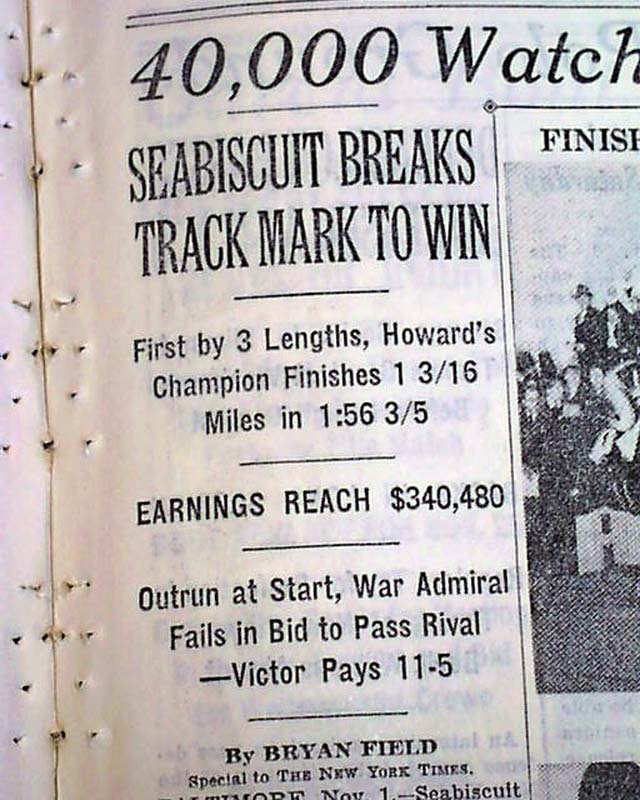 40,000 Watch
SEABISCUIT BREAKS
TRACK MARK TO WIN
FINISH
First by 3 Lengths, Howard's
Champion Finishes 1 3/16
Miles in 1:56 3/5
EARNINGS REACH $340,480
Outrun at Start, War Admiral
Fails in Bid to Pass Rival
—Victor Pays 11-5
By BRYAN FIELD
Special to THE NEW YORK TIMES.
BALTIMORE, Nov. 1.—Seabiscuit